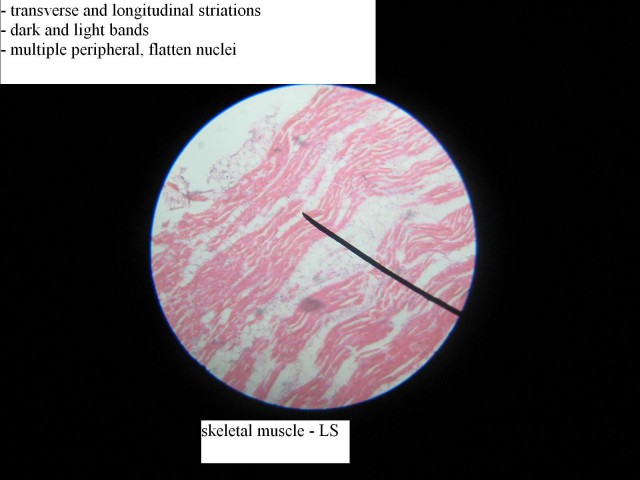 - transverse and longitudinal striations
- dark and light bands
- multiple peripheral, flatten nuclei
skeletal muscle - LS